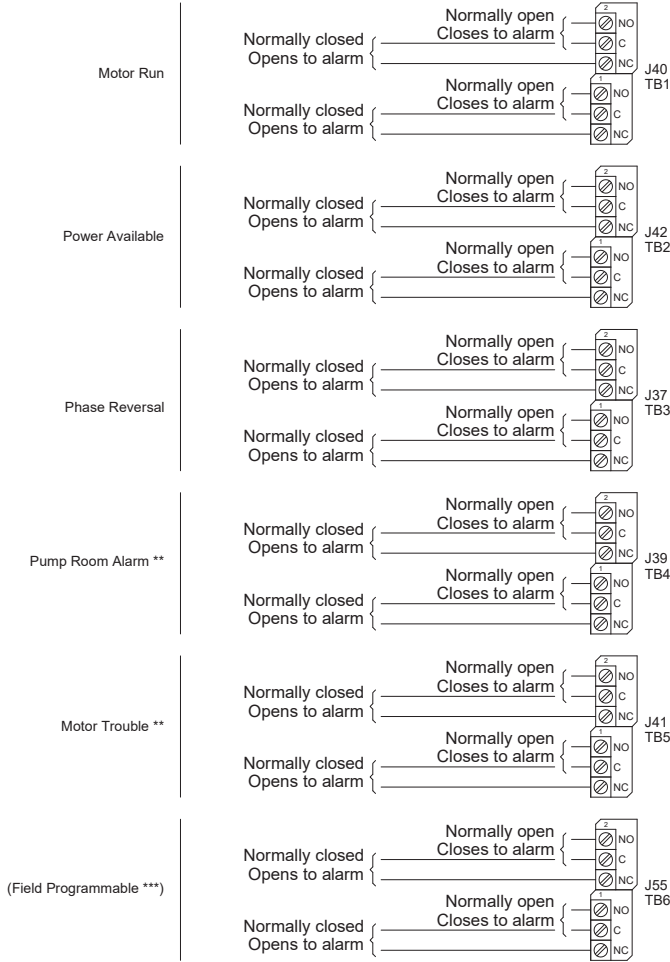 Motor Run
Normally open
Closes to alarm
Normally closed
Opens to alarm
2
NO
C
NC
Normally open
Closes to alarm
Normally closed
Opens to alarm
1
NO
C
NC
J40
TB1
Power Available
Normally open
Closes to alarm
Normally closed
Opens to alarm
2
NO
C
NC
Normally open
Closes to alarm
Normally closed
Opens to alarm
1
NO
C
NC
J42
TB2
Phase Reversal
Normally open
Closes to alarm
Normally closed
Opens to alarm
2
NO
C
NC
Normally open
Closes to alarm
Normally closed
Opens to alarm
1
NO
C
NC
J37
TB3
Pump Room Alarm **
Normally open
Closes to alarm
Normally closed
Opens to alarm
2
NO
C
NC
Normally open
Closes to alarm
Normally closed
Opens to alarm
1
NO
C
NC
J39
TB4
Motor Trouble **
Normally open
Closes to alarm
Normally closed
Opens to alarm
2
NO
C
NC
Normally open
Closes to alarm
Normally closed
Opens to alarm
1
NO
C
NC
J41
TB5
(Field Programmable ***)
Normally open
Closes to alarm
Normally closed
Opens to alarm
2
NO
C
NC
Normally open
Closes to alarm
Normally closed
Opens to alarm
1
NO
C
NC
J55
TB6